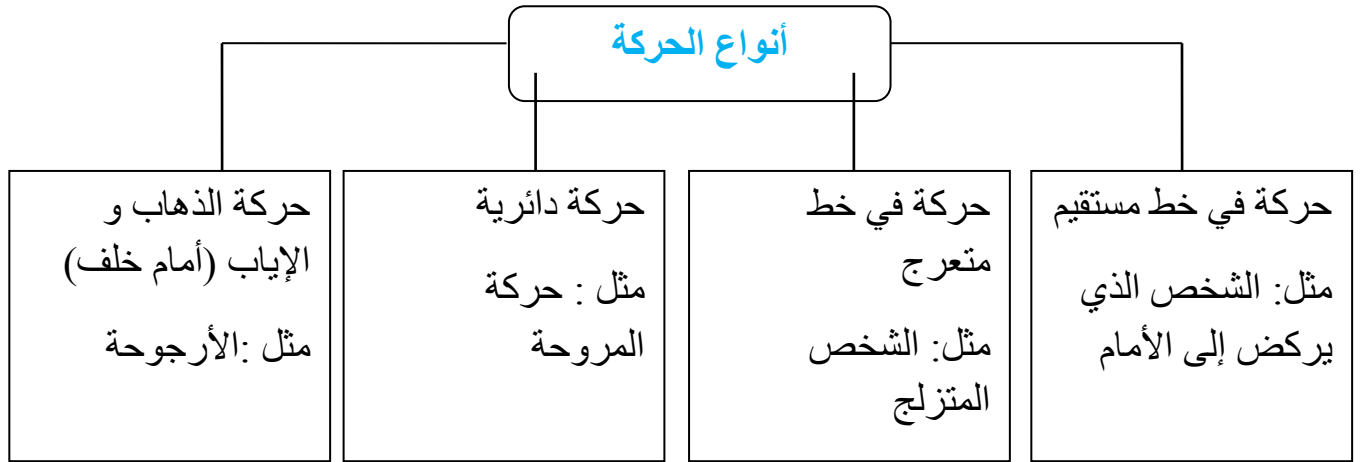 أنواع الحركة
حركة في خط مستقيم
مثل: الشخص الذي
يركض إلى الأمام
حركة في خط
متعرج
مثل: الشخص
المتزلج
حركة دائرية
مثل : حركة
المروحة
حركة الذهاب و
الإياب (أمام خلف)
مثل :الأرجوحة